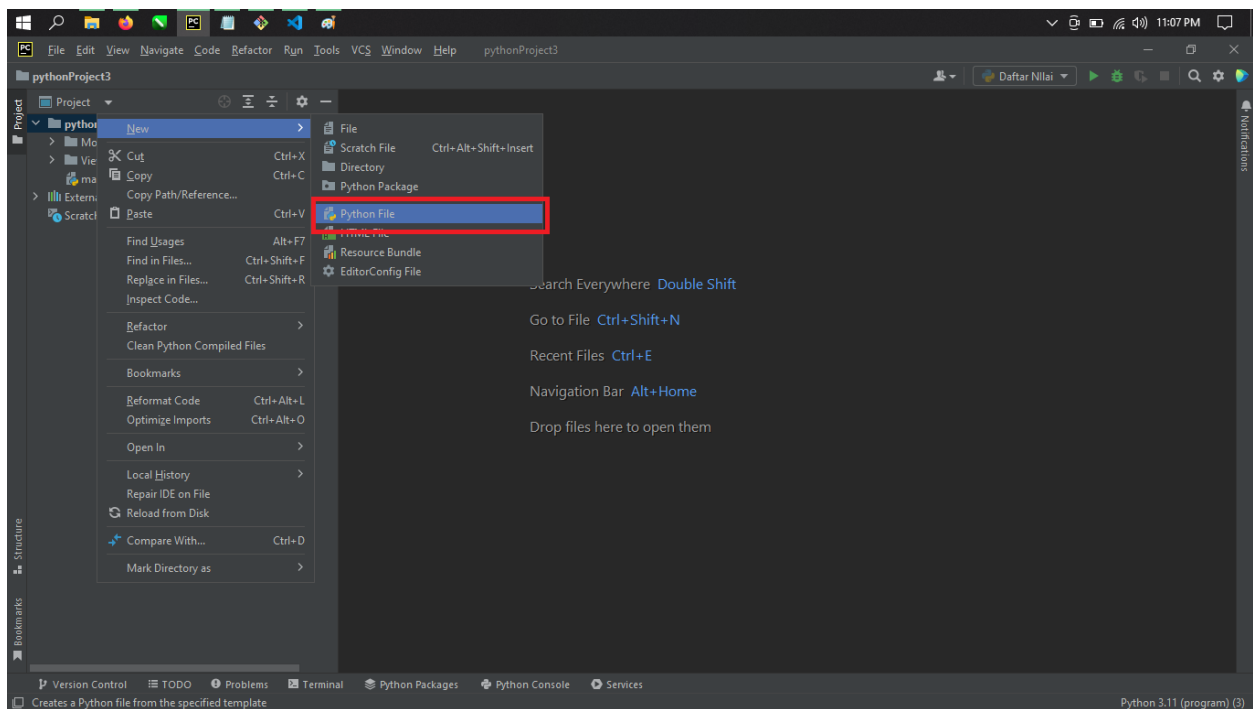 11:07 PM
File Edit View Navigate Code Refactor Run Tools VCS Window Help pythonProject3
pythonProject3
Daftar NIlai
Project
New
Cut Ctrl+X
Copy Ctrl+C
Copy Path/Reference...
Paste Ctrl+V
Find Usages Alt+F7
Find in Files... Ctrl+Shift+F
Replace in Files... Ctrl+Shift+R
Inspect Code...
Refactor
Clean Python Compiled Files
Bookmarks
Reformat Code Ctrl+Alt+L
Optimize Imports Ctrl+Alt+O
Open In
Local History
Repair IDE on File
Reload from Disk
Compare With... Ctrl+D
Mark Directory as
File
Scratch File Ctrl+Alt+Shift+Insert
Directory
Python Package
Python File
HTML File
Resource Bundle
EditorConfig File
Search Everywhere Double Shift
Go to File Ctrl+Shift+N
Recent Files Ctrl+E
Navigation Bar Alt+Home
Drop files here to open them
Project
Structure
Bookmarks
Notifications
Version Control TODO Problems Terminal Python Packages Python Console Services
Creates a Python file from the specified template
Python 3.11 (program) (3)